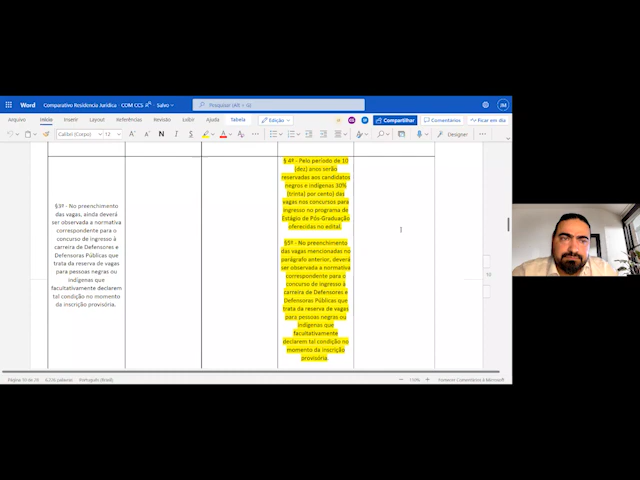 Word
Comparativo Residencia Juridica - COM CCS
Salvo
Pesquisar (Alt + G)
JM
Arquivo Início Inserir Layout Referências Revisão Exibir Ajuda Tabela Edição Compartilhar Comentários Ficar em dia
Calibri (Corpo) 12 N I S Designer
§3º - No preenchimento
das vagas, ainda deverá
ser observada a normativa
correspondente para o
concurso de ingresso à
carreira de Defensores e
Defensoras Públicas que
trata da reserva de vagas
para pessoas negras ou
indígenas que
facultativamente declarem
tal condição no momento
da inscrição provisória.
§ 4º - Pelo período de 10
(dez) anos serão
reservadas aos candidatos
negros e indígenas 30%
(trinta) por cento) das
vagas nos concursos para
ingresso no programa de
Estágio de Pós-Graduação
oferecidas no edital.
§5º - No preenchimento
das vagas mencionadas no
parágrafo anterior, deverá
ser observada a normativa
correspondente para o
concurso de ingresso à
carreira de Defensores e
Defensoras Públicas que
trata da reserva de vagas
para pessoas negras ou
indígenas que
facultativamente
declarem tal condição no
momento da inscrição
provisória.
Português (Brasil)
Fornecer Comentários à Microsoft